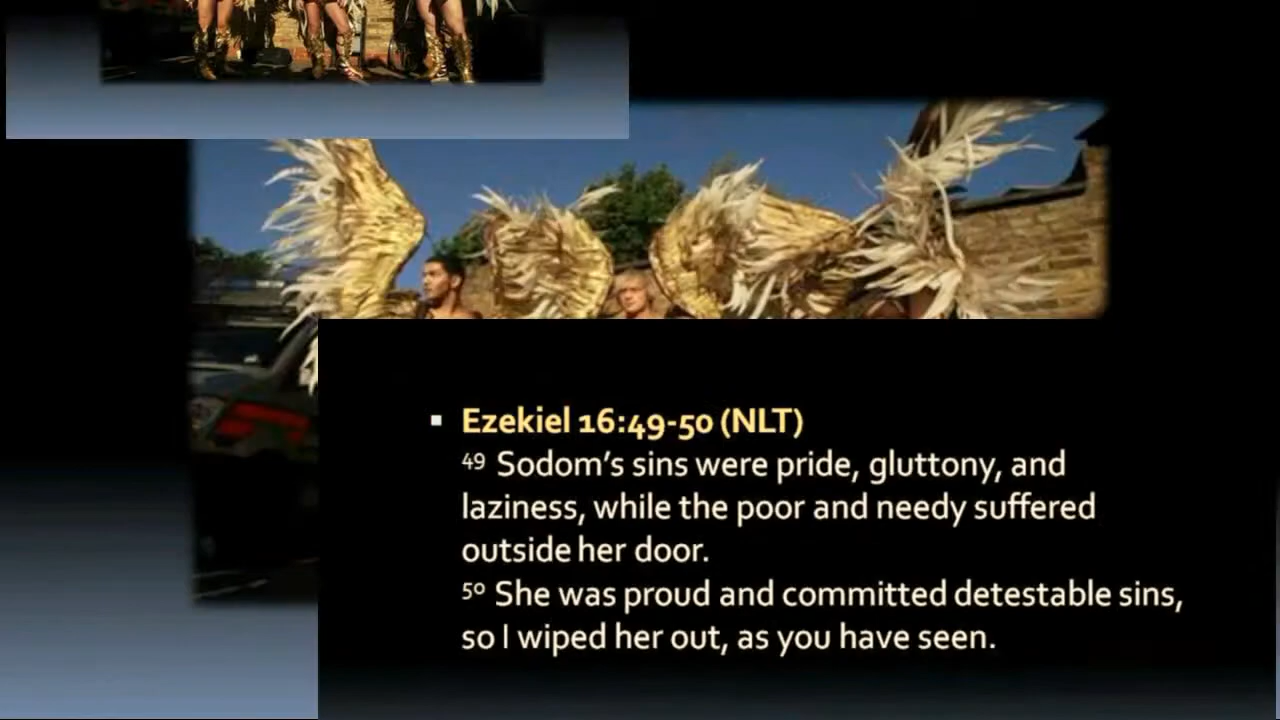 ▪ Ezekiel 16:49-50 (NLT)
49 Sodom's sins were pride, gluttony, and
laziness, while the poor and needy suffered
outside her door.
50 She was proud and committed detestable sins,
so I wiped her out, as you have seen.